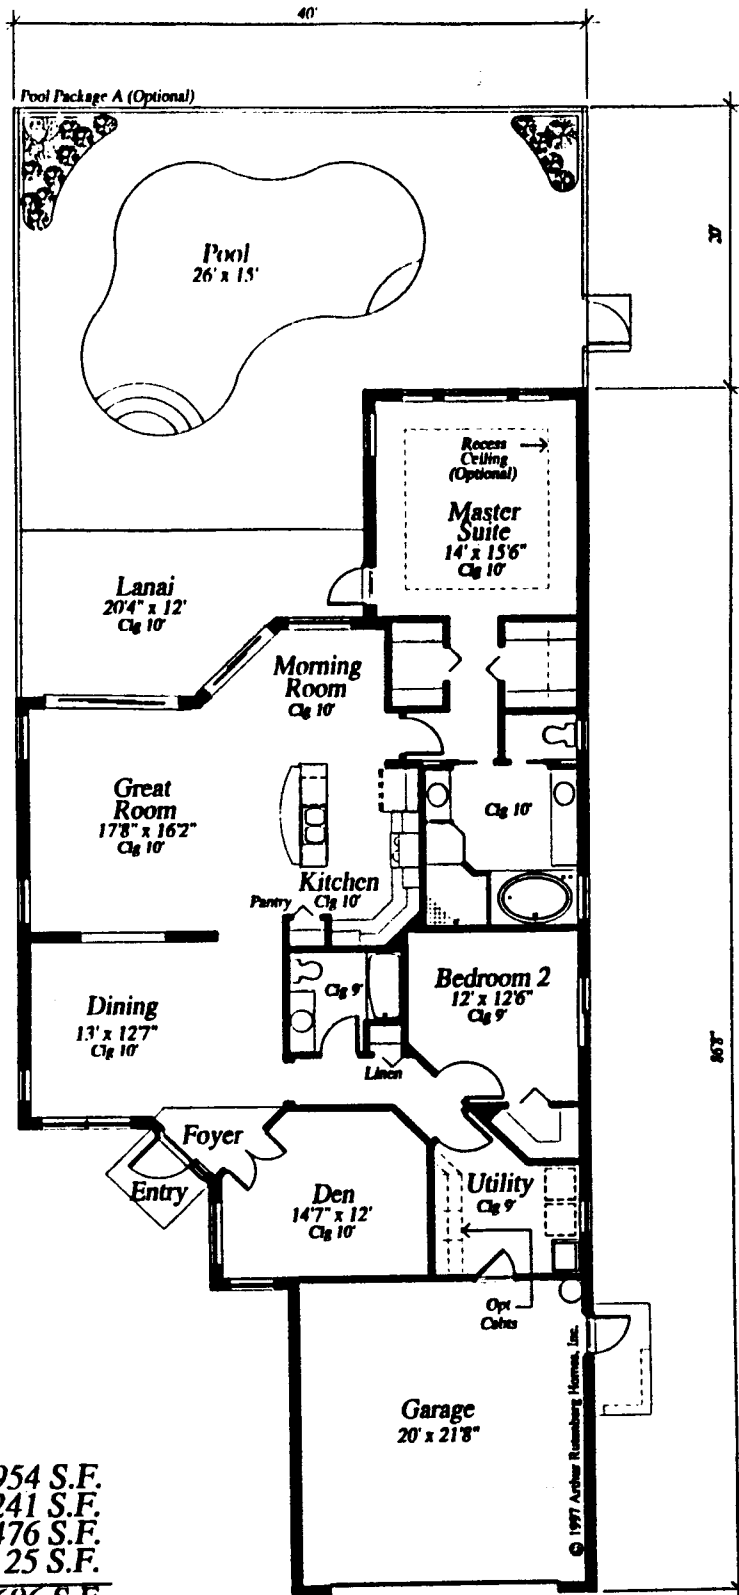 40'
Pool Package A (Optional)
20'
Pool
26' x 15'
Recess
Ceiling
(Optional)
Master
Suite
14' x 15'6"
Clg 10'
Lanai
20'4" x 12'
Clg 10'
Morning
Room
Clg 10'
Great
Room
17'8" x 16'2"
Clg 10'
Clg 10'
Kitchen
Clg 10'
Pantry
Bedroom 2
12' x 12'6"
Clg 9'
Clg 9'
Dining
13' x 12'7"
Clg 10'
86'8"
Linen
Foyer
Entry
Den
14'7" x 12'
Clg 10'
Utility
Clg 9'
Opt
Cabts
Garage
20' x 21'8"
© 1997 Arthur Rutenberg Homes, Inc.
954 S.F.
241 S.F.
476 S.F.
25 S.F.
S.F.